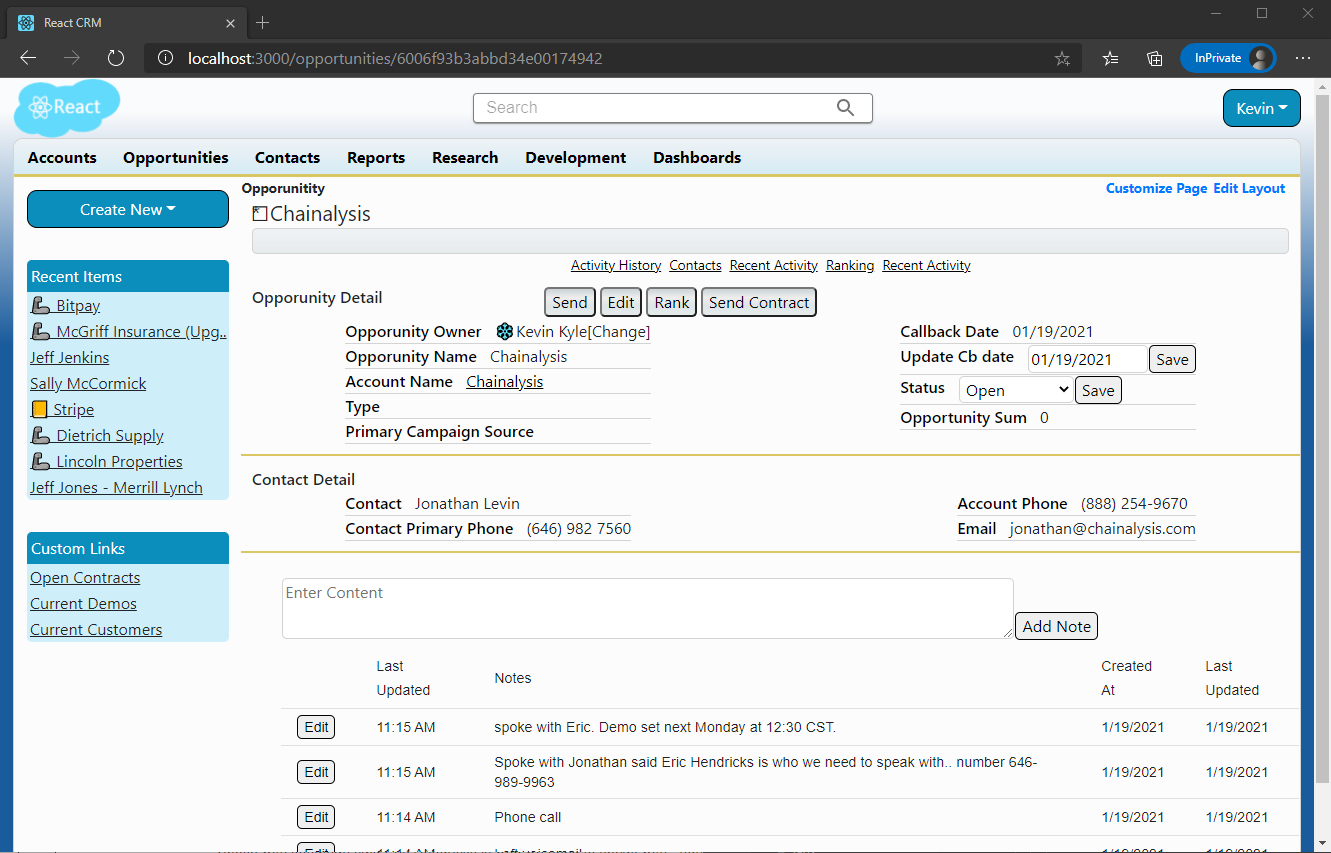 React CRM
localhost:3000/opportunities/6006f93b3abbd34e00174942
InPrivate
React
Search
Kevin
Accounts Opportunities Contacts Reports Research Development Dashboards
Create New
Opporunitity
Customize Page Edit Layout
Chainalysis
Activity History Contacts Recent Activity Ranking Recent Activity
Recent Items
Bitpay
McGriff Insurance (Upg..
Jeff Jenkins
Sally McCormick
Stripe
Dietrich Supply
Lincoln Properties
Jeff Jones - Merrill Lynch
Custom Links
Open Contracts
Current Demos
Current Customers
Opporunity Detail
Send Edit Rank Send Contract
Opporunity Owner Kevin Kyle[Change]
Opporunity Name Chainalysis
Account Name Chainalysis
Type
Primary Campaign Source
Callback Date 01/19/2021
Update Cb date 01/19/2021 Save
Status Open Save
Opportunity Sum 0
Contact Detail
Contact Jonathan Levin
Contact Primary Phone (646) 982 7560
Account Phone (888) 254-9670
Email jonathan@chainalysis.com
Enter Content
Add Note
Last Updated
Notes
Created At
Last Updated
Edit 11:15 AM spoke with Eric. Demo set next Monday at 12:30 CST. 1/19/2021 1/19/2021
Edit 11:15 AM Spoke with Jonathan said Eric Hendricks is who we need to speak with.. number 646-
989-9963 1/19/2021 1/19/2021
Edit 11:14 AM Phone call 1/19/2021 1/19/2021